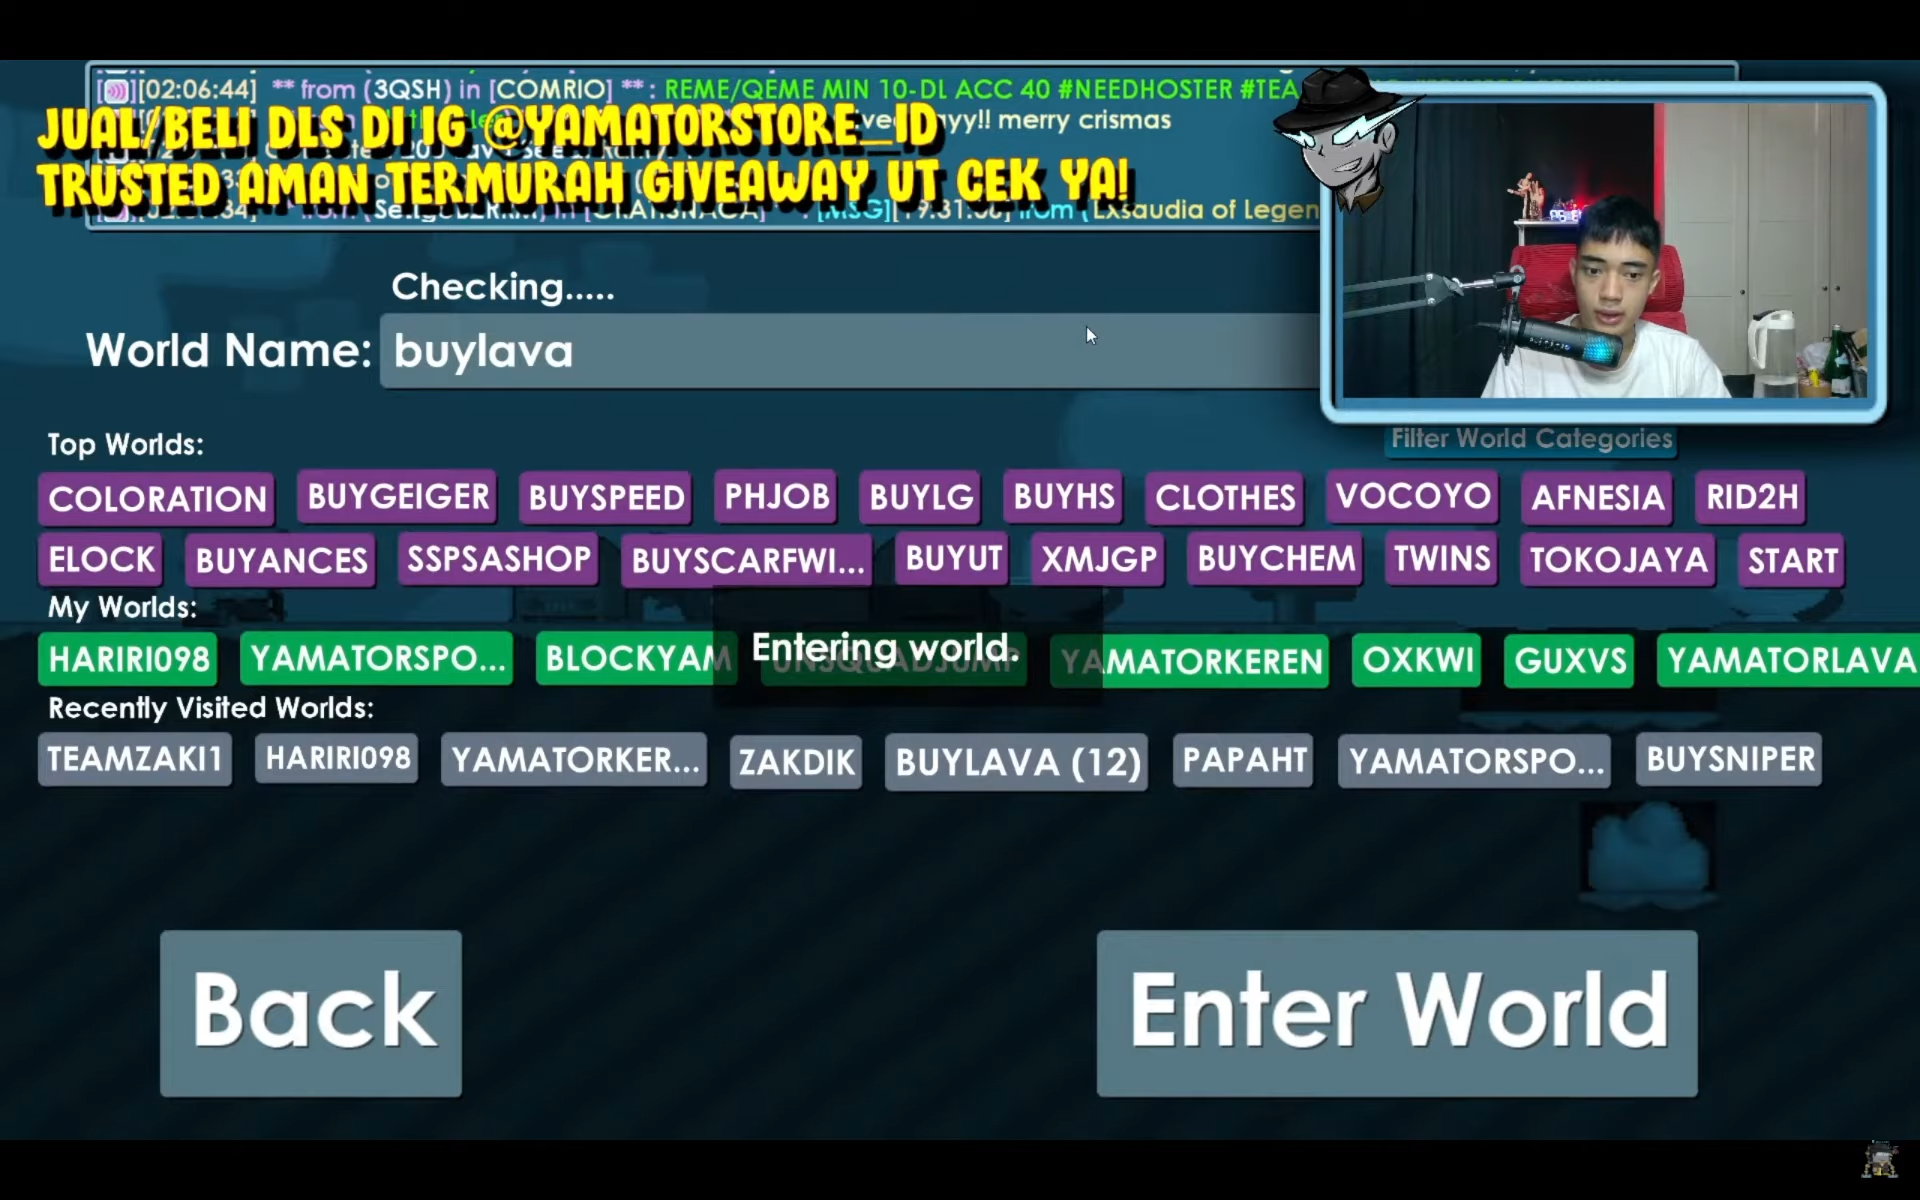 [02:06:44] ** from (3QSH) in [COMRIO] ** : REME/QEME MIN 10-DL ACC 40 #NEEDHOSTER #TEA
ayy!! merry crismas
JUAL/BELI DLS DI IG @YAMATORSTORE_ID
TRUSTED AMAN TERMURAH GIVEAWAY UT CEK YA!
[MSG] from (Lxsaudia of Legen
Checking.....
World Name: buylava
Filter World Categories
Top Worlds:
COLORATION BUYGEIGER BUYSPEED PHJOB BUYLG BUYHS CLOTHES VOCOYO AFNESIA RID2H
ELOCK BUYANCES SSPSASHOP BUYSCARFWI... BUYUT XMJGP BUYCHEM TWINS TOKOJAYA START
My Worlds:
HARIRI098 YAMATORSPO... BLOCKYAM Entering world. YAMATORKEREN OXKWI GUXVS YAMATORLAVA
Recently Visited Worlds:
TEAMZAKI1 HARIRI098 YAMATORKER... ZAKDIK BUYLAVA (12) PAPAHT YAMATORSPO... BUYSNIPER
Back Enter World